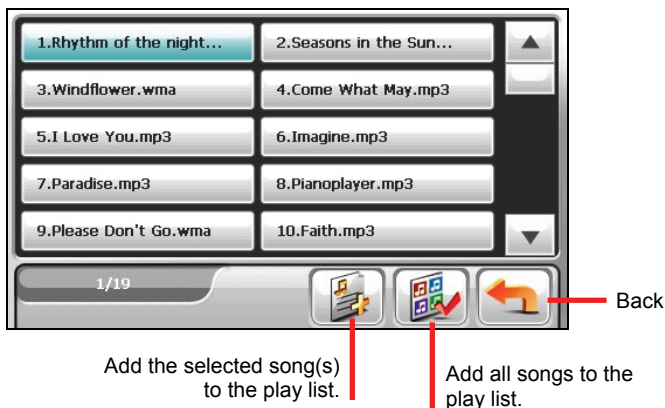 1.Rhythm of the night...
2.Seasons in the Sun...
3.Windflower.wma
4.Come What May.mp3
5.I Love You.mp3
6.Imagine.mp3
7.Paradise.mp3
8.Pianoplayer.mp3
9.Please Don't Go.wma
10.Faith.mp3
1/19
Back
Add the selected song(s)
to the play list.
Add all songs to the
play list.